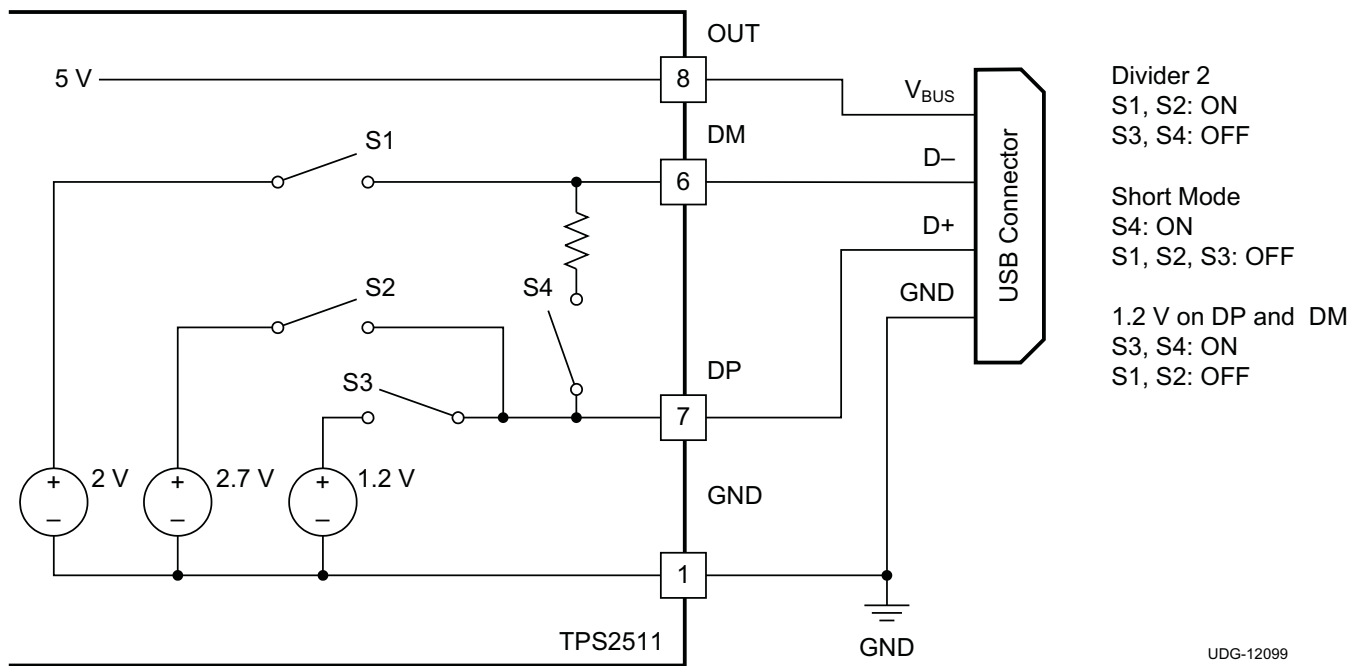 OUT
5 V
8
V_BUS
DM
S1
6
D–
D+
S2
S4
GND
USB Connector
S3
DP
7
+
2 V
+
2.7 V
+
1.2 V
–
–
–
GND
1
TPS2511
GND
Divider 2
S1, S2: ON
S3, S4: OFF
Short Mode
S4: ON
S1, S2, S3: OFF
1.2 V on DP and DM
S3, S4: ON
S1, S2: OFF
UDG-12099